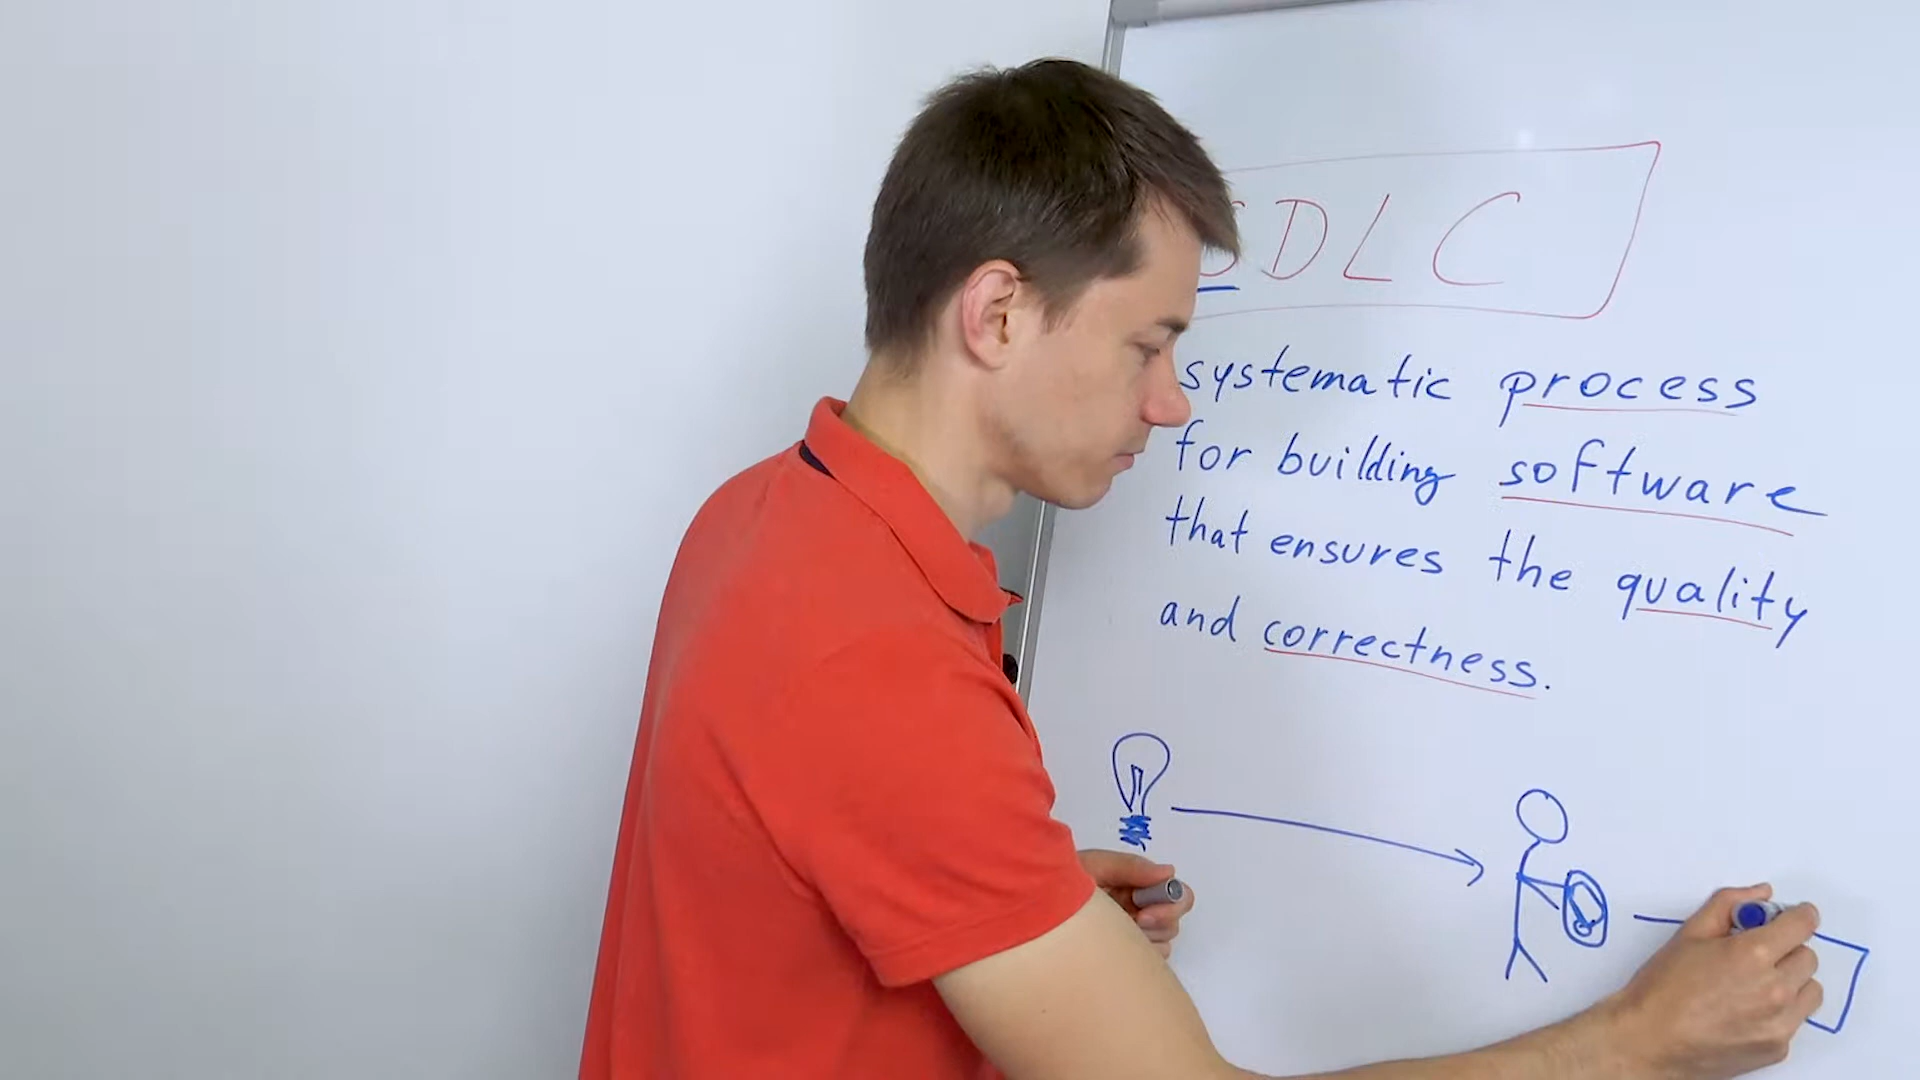 SDLC
systematic process
for building software
that ensures the quality
and correctness.